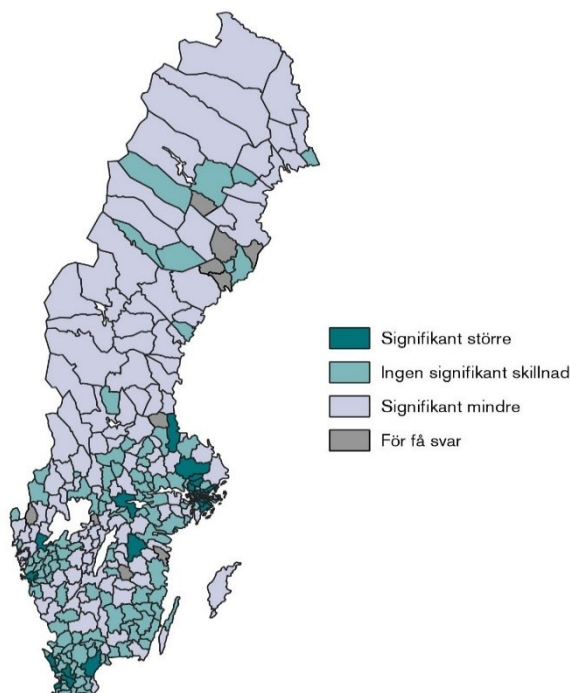 Signifikant större
Ingen signifikant skillnad
Signifikant mindre
För få svar